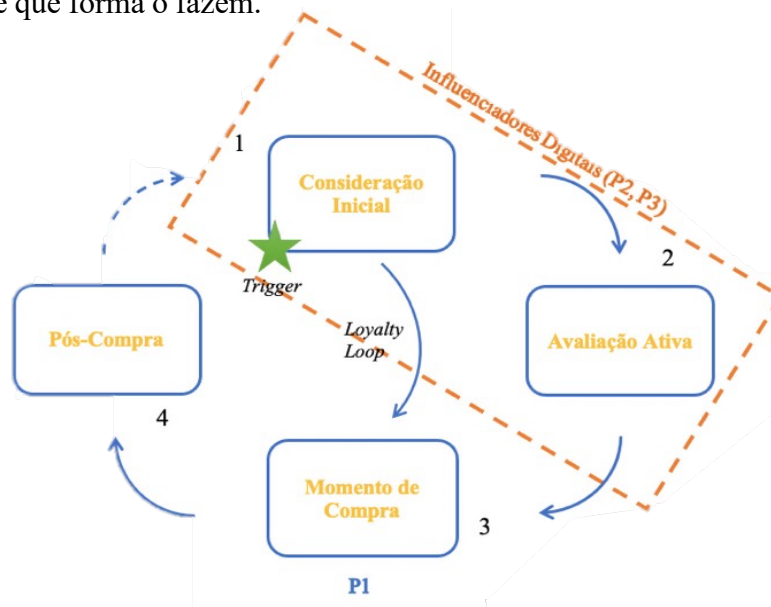 e que forma o fazem.
Influenciadores Digitais (P2, P3)
1
Consideração
Inicial
2
Trigger
Loyalty
Loop
Pós-Compra
Avaliação Ativa
4
Momento de
Compra
3
P1